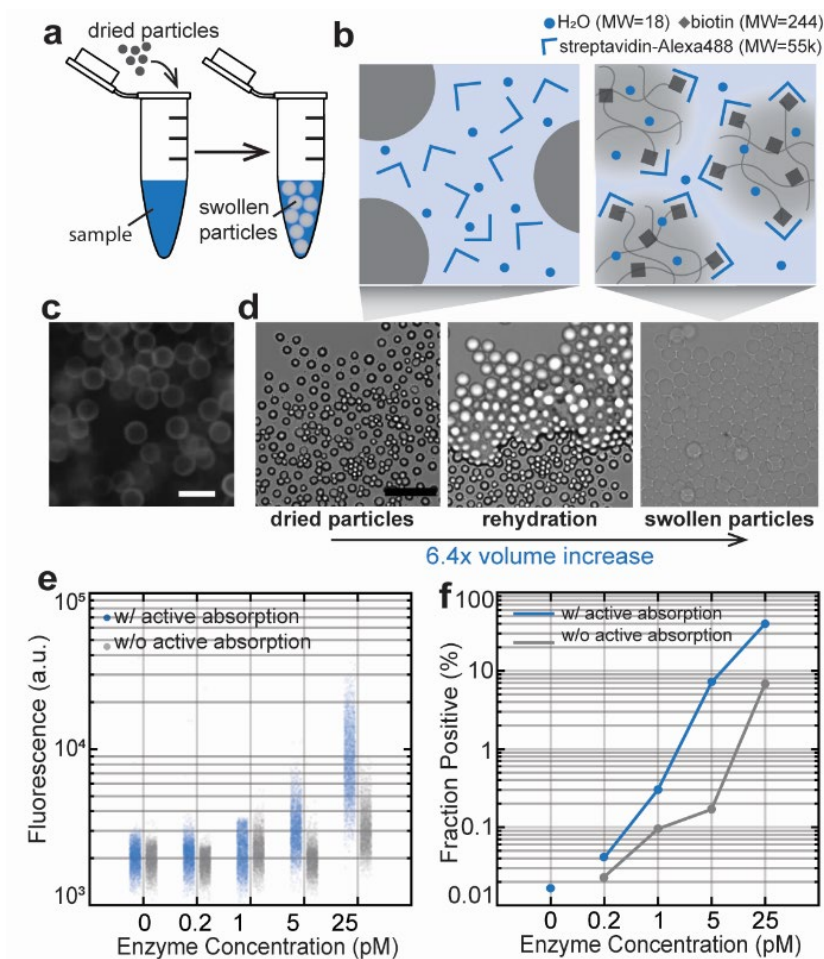 a
dried particles
sample
swollen
particles
b
H₂O (MW=18) biotin (MW=244)
streptavidin-Alexa488 (MW=55k)
c
d
dried particles rehydration swollen particles
6.4x volume increase
e
w/ active absorption
w/o active absorption
Fluorescence (a.u.)
10⁵
10⁴
10³
0 0.2 1 5 25
Enzyme Concentration (pM)
f
w/ active absorption
w/o active absorption
Fraction Positive (%)
100
10
1
0.1
0.01
0 0.2 1 5 25
Enzyme Concentration (pM)